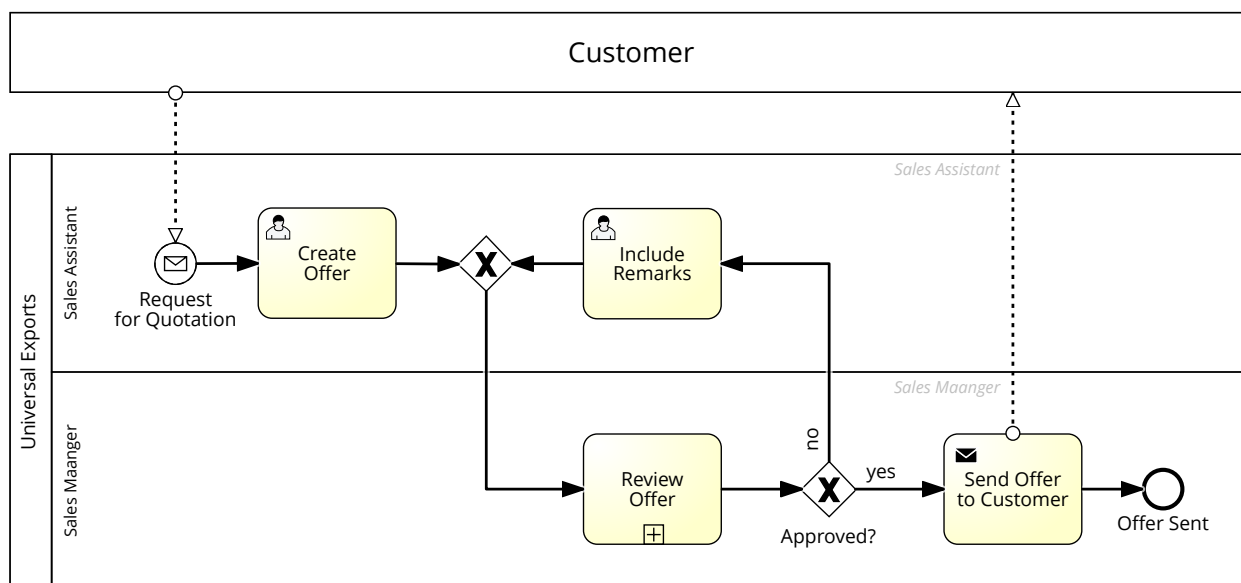 Customer
Universal Exports
Sales Assistant
Sales Assistant
Request
for Quotation
Create
Offer
X
Include
Remarks
Sales Maanger
Sales Maanger
Review
Offer
no
X
Approved?
yes
Send Offer
to Customer
Offer Sent